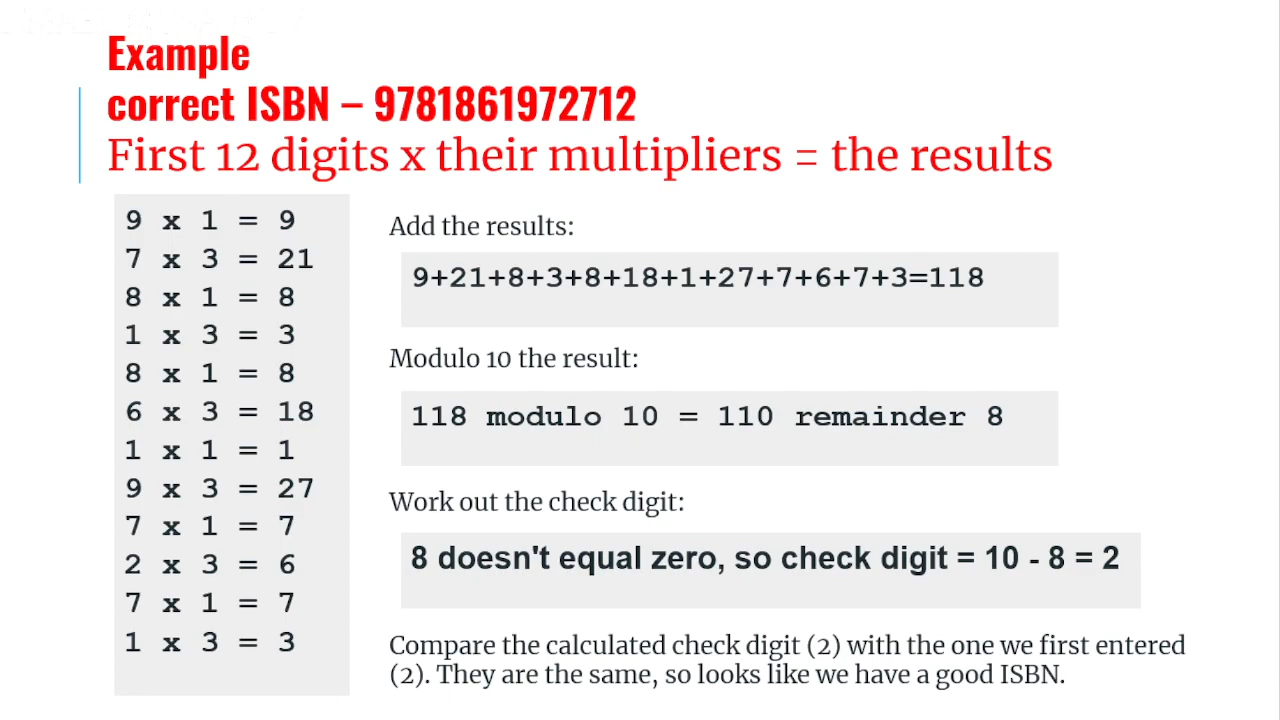 Example
correct ISBN – 9781861972712
First 12 digits x their multipliers = the results
9 x 1 = 9
7 x 3 = 21
8 x 1 = 8
1 x 3 = 3
8 x 1 = 8
6 x 3 = 18
1 x 1 = 1
9 x 3 = 27
7 x 1 = 7
2 x 3 = 6
7 x 1 = 7
1 x 3 = 3
Add the results:
9+21+8+3+8+18+1+27+7+6+7+3=118
Modulo 10 the result:
118 modulo 10 = 110 remainder 8
Work out the check digit:
8 doesn't equal zero, so check digit = 10 - 8 = 2
Compare the calculated check digit (2) with the one we first entered
(2). They are the same, so looks like we have a good ISBN.